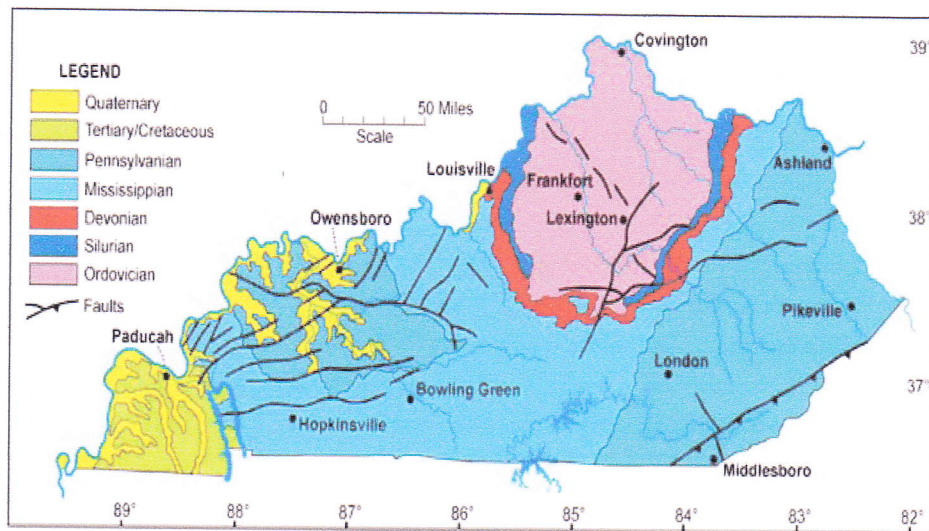 LEGEND
Quaternary
Tertiary/Cretaceous
Pennsylvanian
Mississippian
Devonian
Silurian
Ordovician
Faults
0 50 Miles
Scale
Covington
Louisville
Frankfort
Lexington
Ashland
Owensboro
Paducah
Pikeville
London
Bowling Green
Hopkinsville
Middlesboro
39°
38°
37°
89° 88° 87° 86° 85° 84° 83° 82°